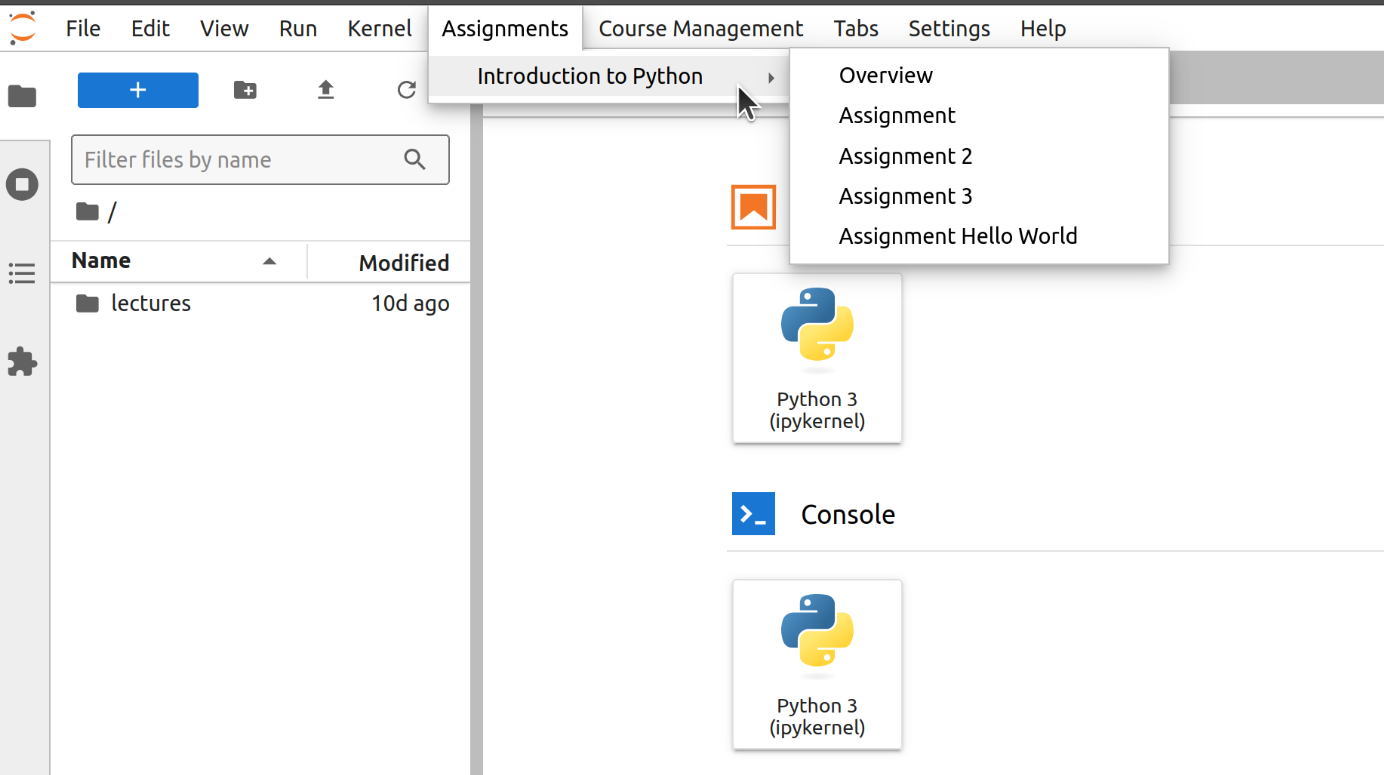 File Edit View Run Kernel Assignments Course Management Tabs Settings Help
Introduction to Python
Overview
Assignment
Assignment 2
Assignment 3
Assignment Hello World
+
Filter files by name
/
Name Modified
lectures 10d ago
Python 3
(ipykernel)
Console
Python 3
(ipykernel)